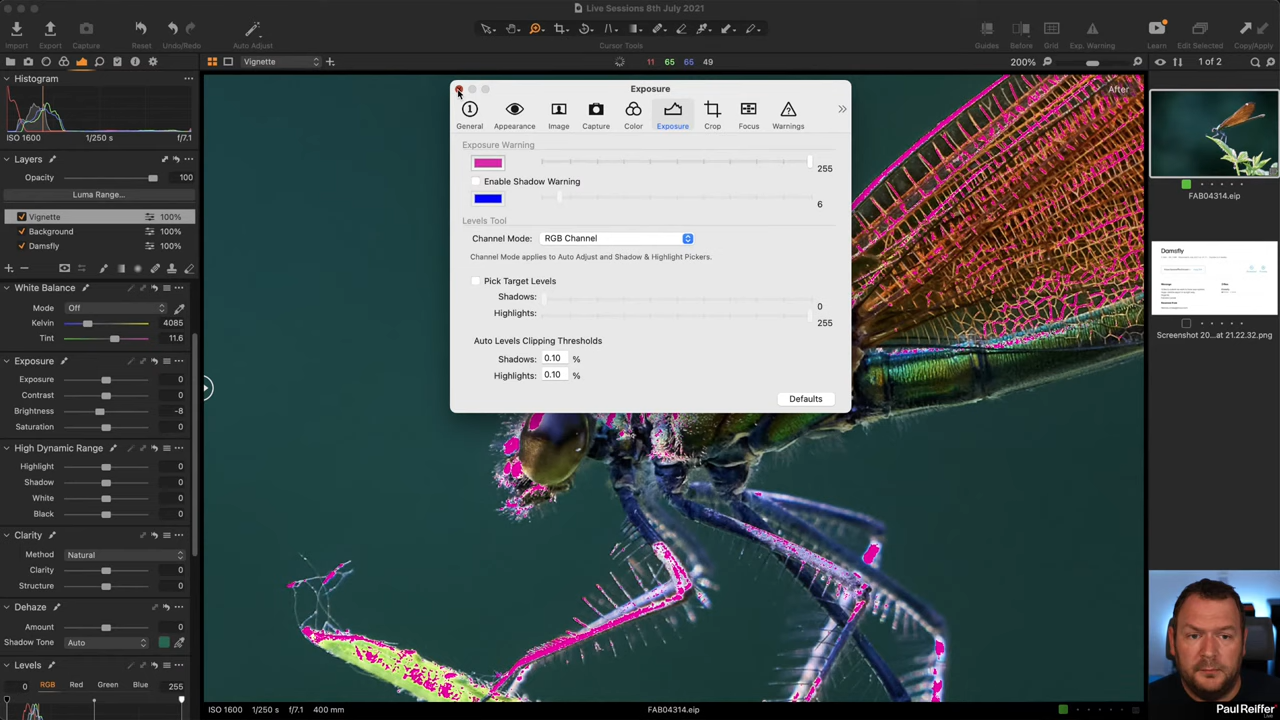 Live Sessions 8th July 2021
Import Export Capture Reset Undo/Redo Auto Adjust Cursor Tools Guides Before Grid Exp. Warning Learn Edit Selected Copy/Apply
Vignette 11 65 65 49 200% 1 of 2
Histogram
ISO 1600 1/250 s f/7.1
Layers
Opacity 100
Luma Range...
Vignette 100%
Background 100%
Damsfly 100%
White Balance
Mode Off
Kelvin 4085
Tint 11.6
Exposure
Exposure 0
Contrast 0
Brightness -8
Saturation 0
High Dynamic Range
Highlight 0
Shadow 0
White 0
Black 0
Clarity
Method Natural
Clarity 0
Structure 0
Dehaze
Amount 0
Shadow Tone Auto
Levels
0 RGB Red Green Blue 255
Exposure
General Appearance Image Capture Color Exposure Crop Focus Warnings
Exposure Warning
255
Enable Shadow Warning
6
Levels Tool
Channel Mode: RGB Channel
Channel Mode applies to Auto Adjust and Shadow & Highlight Pickers.
Pick Target Levels
Shadows: 0
Highlights: 255
Auto Levels Clipping Thresholds
Shadows: 0.10 %
Highlights: 0.10 %
Defaults
After
FAB04314.eip
Damsfly
Screenshot 20...at 21.22.32.png
ISO 1600 1/250 s f/7.1 400 mm FAB04314.eip
Paul Reiffer
Live